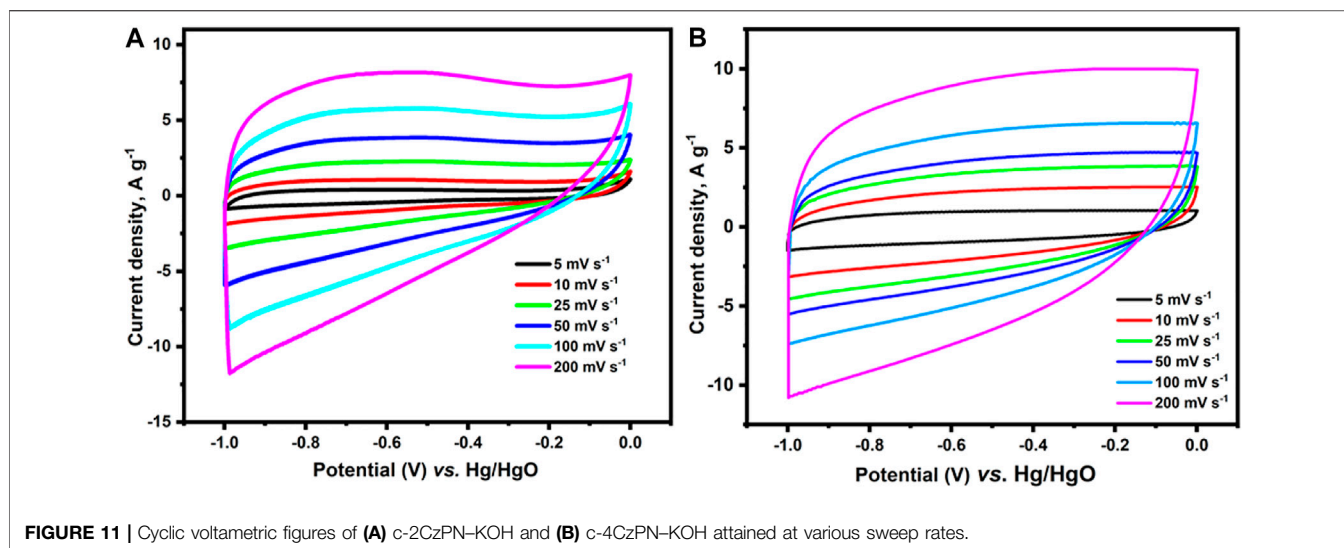 A
Current density, A g⁻¹
10
5
0
-5
-10
-15
-1.0 -0.8 -0.6 -0.4 -0.2 0.0
Potential (V) vs. Hg/HgO
5 mV s⁻¹
10 mV s⁻¹
25 mV s⁻¹
50 mV s⁻¹
100 mV s⁻¹
200 mV s⁻¹
B
Current density, A g⁻¹
10
5
0
-5
-10
-1.0 -0.8 -0.6 -0.4 -0.2 0.0
Potential (V) vs. Hg/HgO
5 mV s⁻¹
10 mV s⁻¹
25 mV s⁻¹
50 mV s⁻¹
100 mV s⁻¹
200 mV s⁻¹
FIGURE 11 | Cyclic voltametric figures of (A) c-2CzPN–KOH and (B) c-4CzPN–KOH attained at various sweep rates.